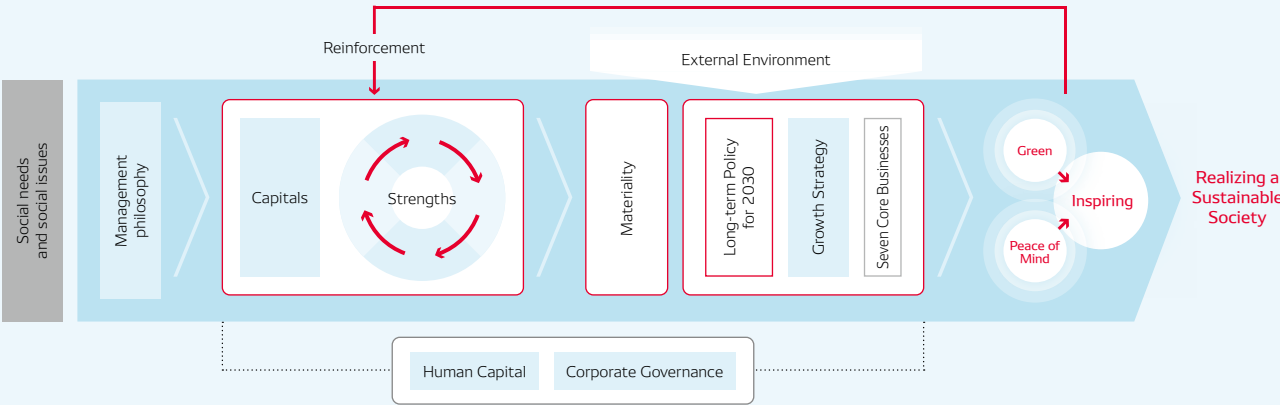 Reinforcement
External Environment
Social needs
and social issues
Management
philosophy
Capitals
Strengths
Materiality
Long-term Policy
for 2030
Growth Strategy
Seven Core Businesses
Green
Peace of
Mind
Inspiring
Realizing a
Sustainable
Society
Human Capital
Corporate Governance